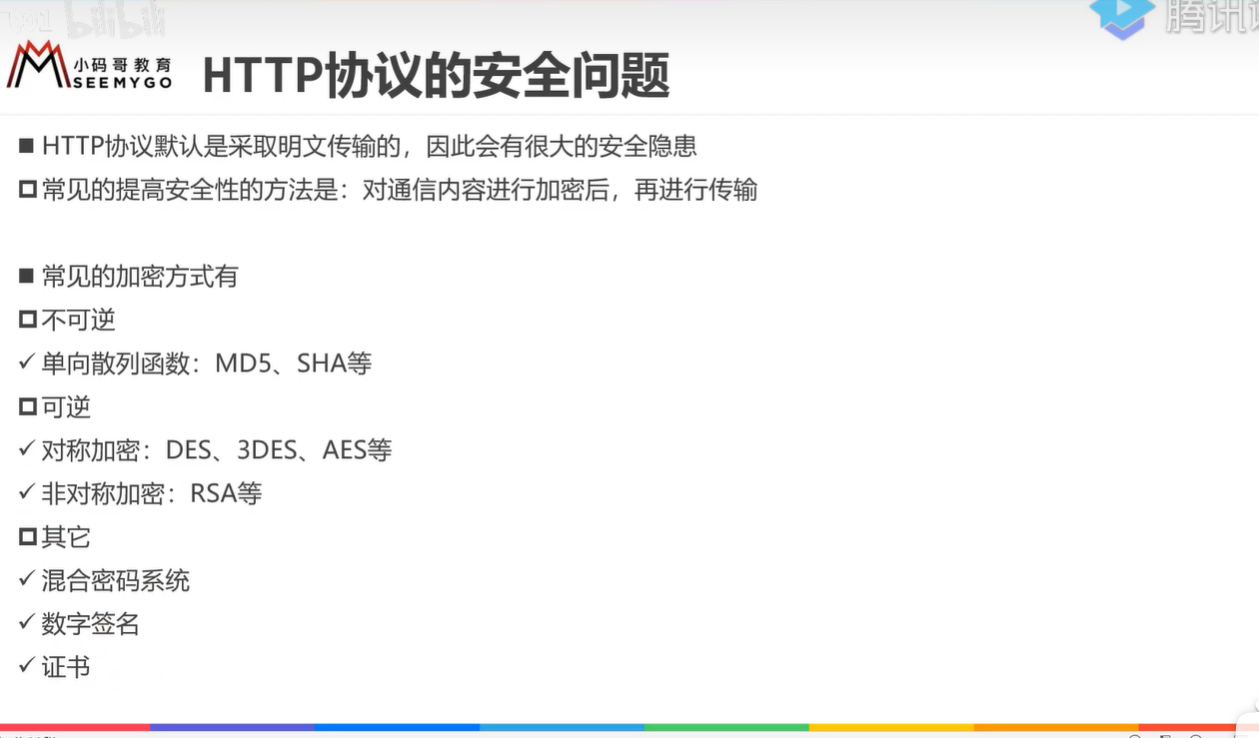 bilibili
腾讯
小码哥教育
SEEMYGO
HTTP协议的安全问题
HTTP协议默认是采取明文传输的，因此会有很大的安全隐患
常见的提高安全性的方法是：对通信内容进行加密后，再进行传输
常见的加密方式有
不可逆
单向散列函数：MD5、SHA等
可逆
对称加密：DES、3DES、AES等
非对称加密：RSA等
其它
混合密码系统
数字签名
证书